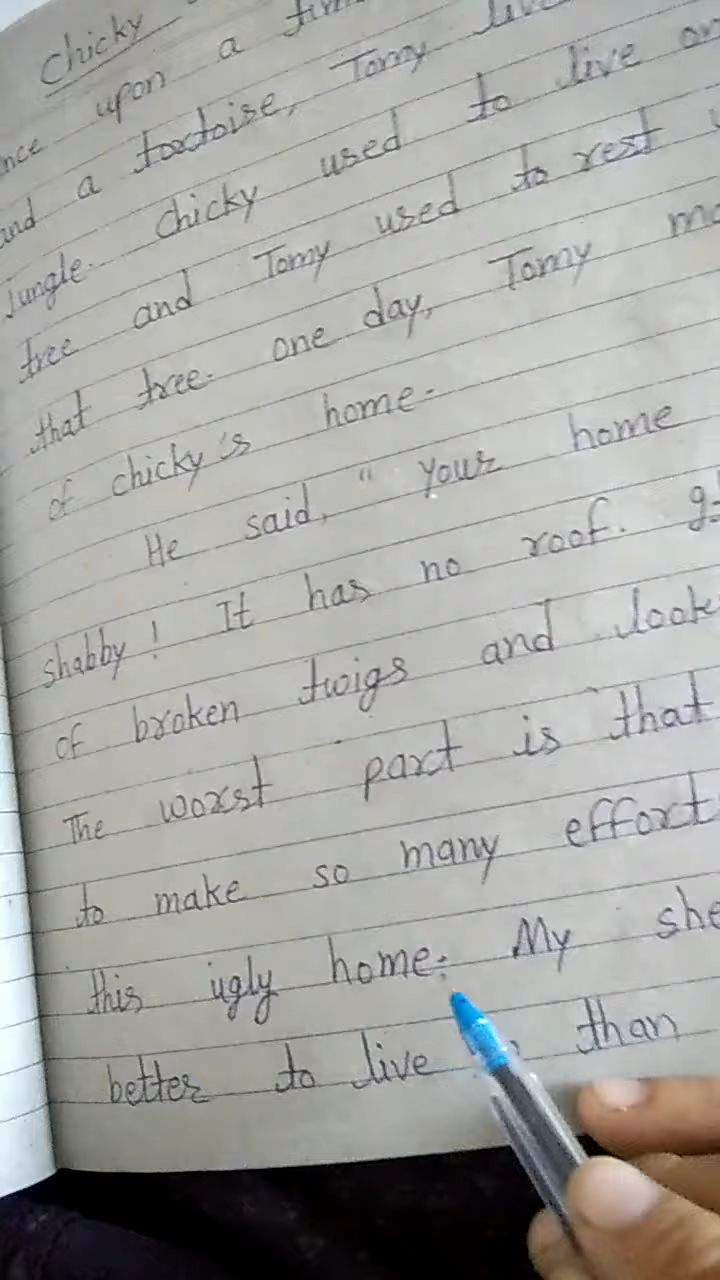 Chicky
upon a
and a tortoise, Tomy
Jungle. Chicky used to live on
tree and Tomy used to rest
that tree. one day, Tomy
of chicky's home.
He said, " your home
shabby! It has no roof.
of broken twigs and look
The worst part is that
to make so many effort
this ugly home. My
better to live than